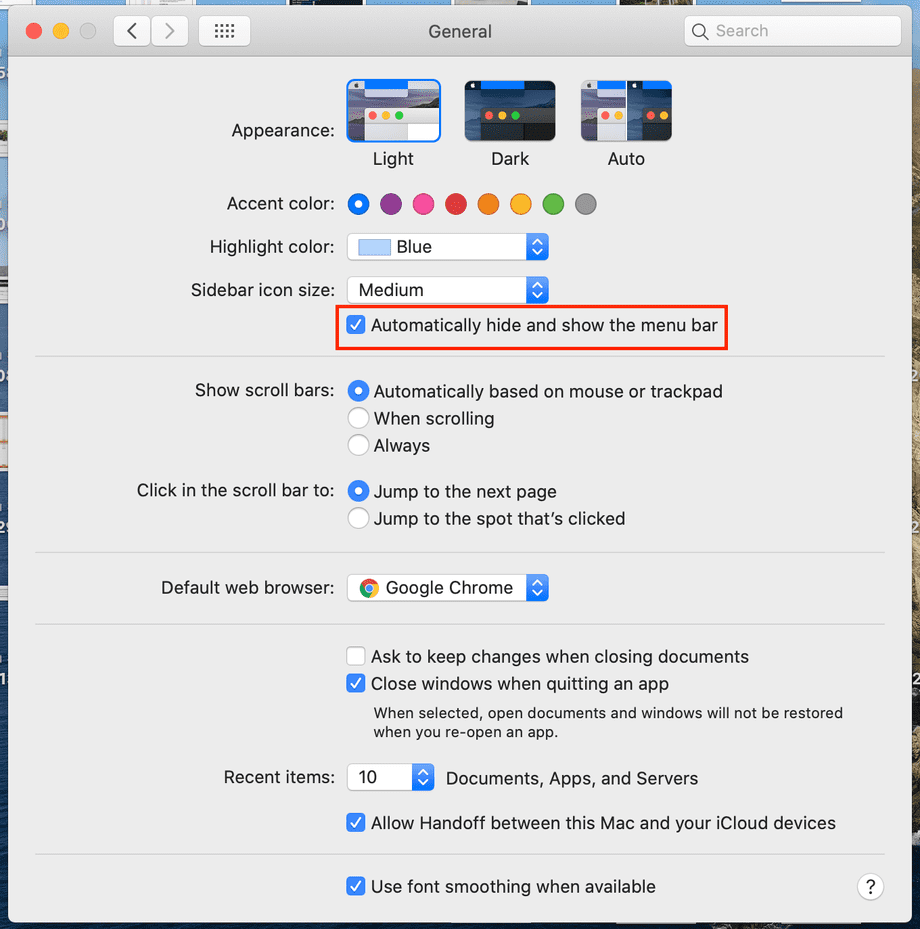 General
Search
Appearance:
Light
Dark
Auto
Accent color:
Highlight color:
Blue
Sidebar icon size:
Medium
Automatically hide and show the menu bar
Show scroll bars:
Automatically based on mouse or trackpad
When scrolling
Always
Click in the scroll bar to:
Jump to the next page
Jump to the spot that’s clicked
Default web browser:
Google Chrome
Ask to keep changes when closing documents
Close windows when quitting an app
When selected, open documents and windows will not be restored
when you re-open an app.
Recent items:
10
Documents, Apps, and Servers
Allow Handoff between this Mac and your iCloud devices
Use font smoothing when available
?